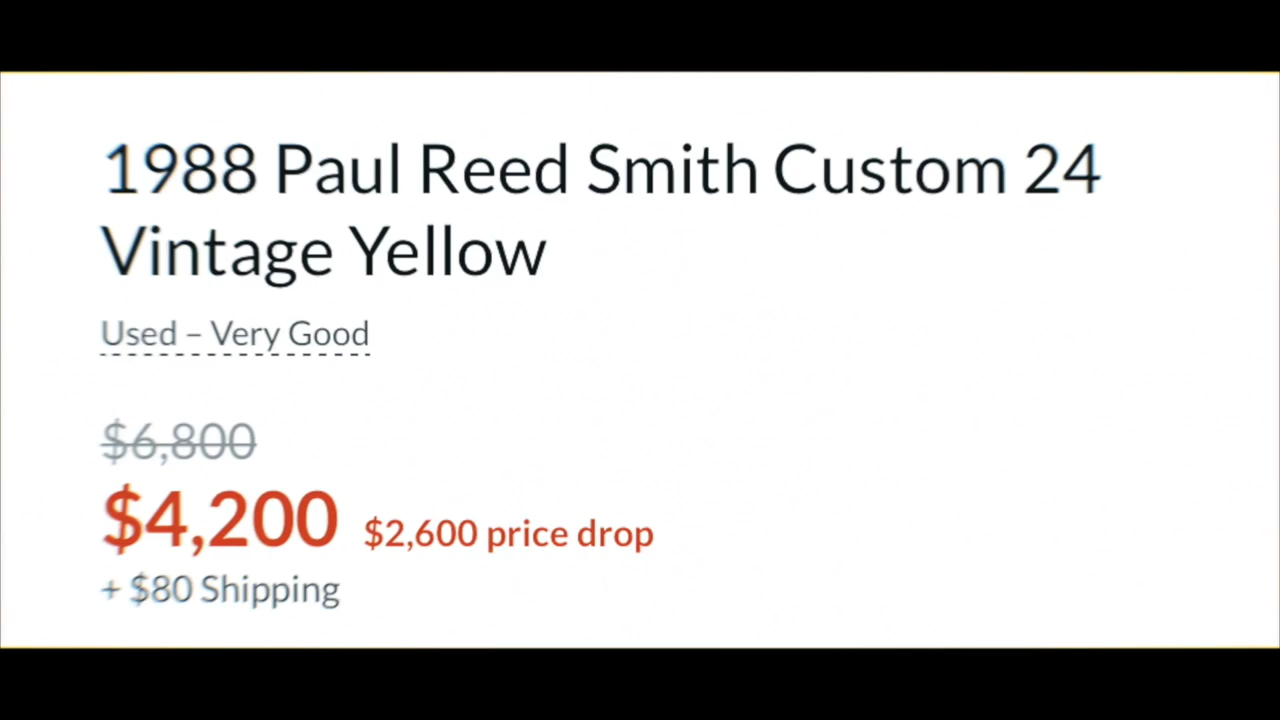 1988 Paul Reed Smith Custom 24
Vintage Yellow
Used – Very Good
$6,800
$4,200 $2,600 price drop
+ $80 Shipping